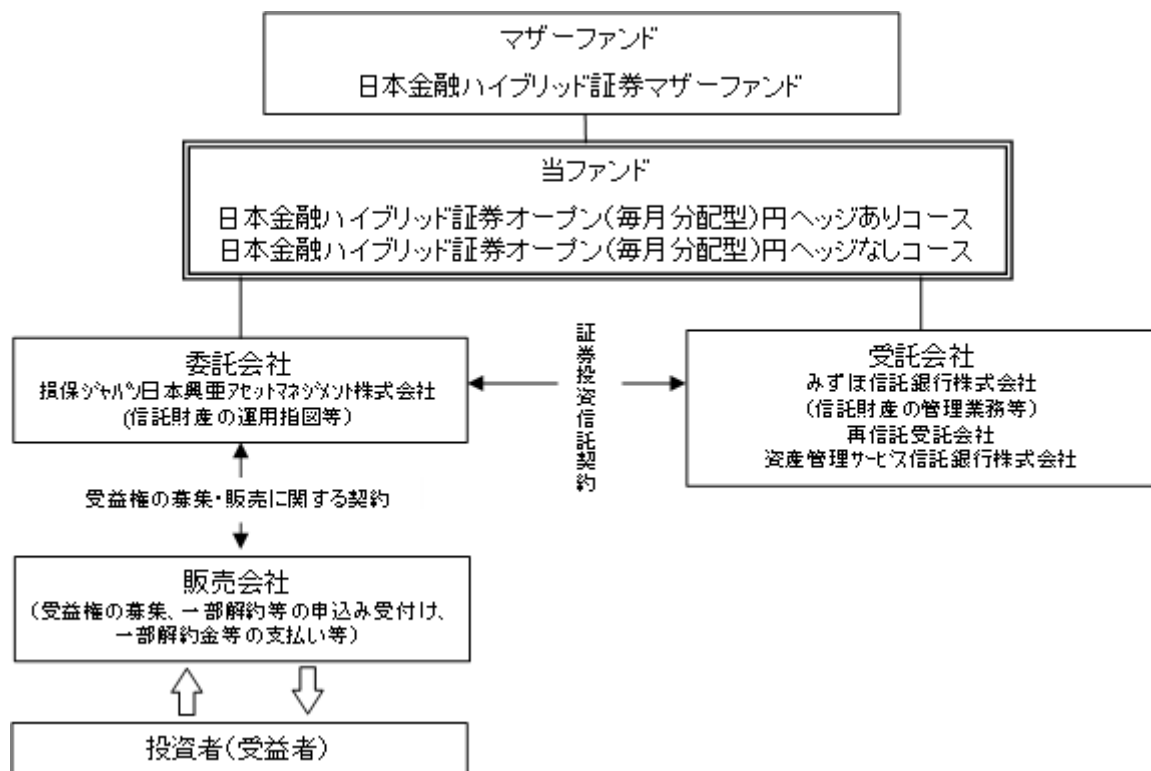 マザーファンド
日本金融ハイブリッド証券マザーファンド
当ファンド
日本金融ハイブリッド証券オープン(毎月分配型)円ヘッジありコース
日本金融ハイブリッド証券オープン(毎月分配型)円ヘッジなしコース
委託会社
損保ジャパン日本興亜アセットマネジメント株式会社
(信託財産の運用指図等)
証券投資信託契約
受託会社
みずほ信託銀行株式会社
(信託財産の管理業務等)
再信託受託会社
資産管理サービス信託銀行株式会社
受益権の募集・販売に関する契約
販売会社
(受益権の募集、一部解約等の申込み受付け、
一部解約金等の支払い等)
投資者(受益者)